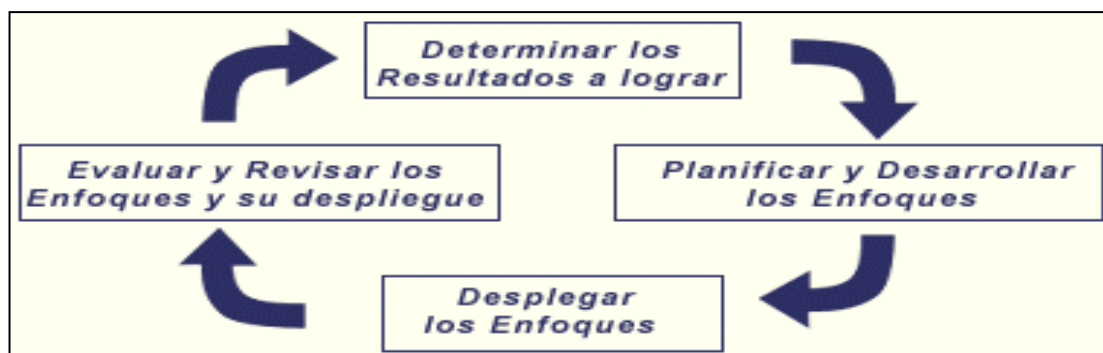 Determinar los
Resultados a lograr
Planificar y Desarrollar
los Enfoques
Desplegar
los Enfoques
Evaluar y Revisar los
Enfoques y su despliegue